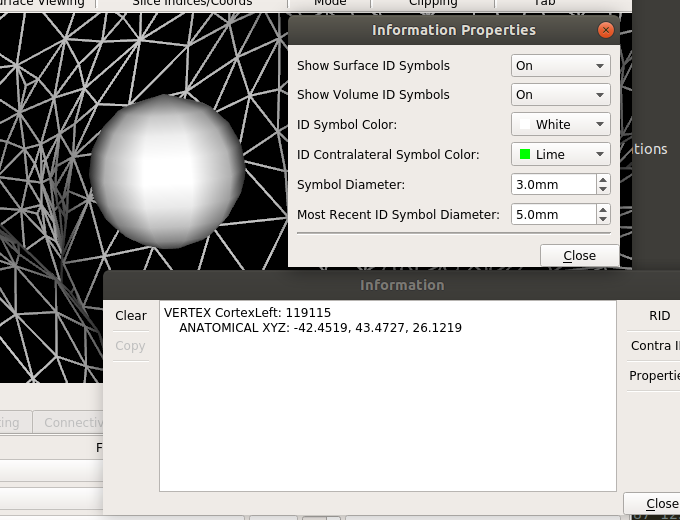 urface Viewing Slice Indices/Coords Mode Clipping Tab
Information Properties
Show Surface ID Symbols On
Show Volume ID Symbols On
ID Symbol Color: White
tions
ID Contralateral Symbol Color: Lime
Symbol Diameter: 3.0mm
Most Recent ID Symbol Diameter: 5.0mm
Close
Information
Clear
VERTEX CortexLeft: 119115
RID
ANATOMICAL XYZ: -42.4519, 43.4727, 26.1219
Copy
Contra I
Properti
ting Connectiv
F
Close